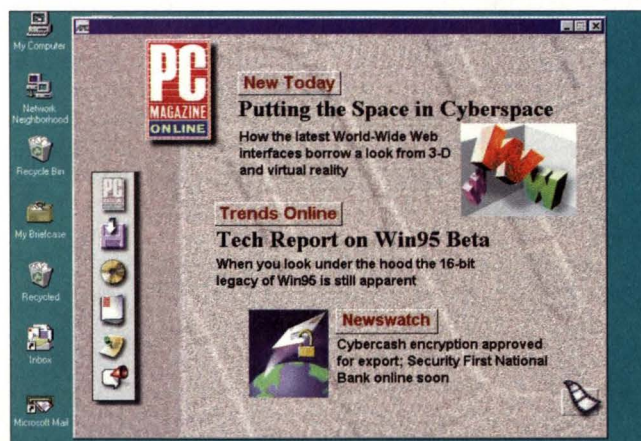 My Computer
Network
Neighborhood
Recycle Bin
My Briefcase
Recycled
Inbox
Microsoft Mail
PC
MAGAZINE
ONLINE
New Today
Putting the Space in Cyberspace
How the latest World-Wide Web
interfaces borrow a look from 3-D
and virtual reality
WWW
Trends Online
Tech Report on Win95 Beta
When you look under the hood the 16-bit
legacy of Win95 is still apparent
Newswatch
Cybercash encryption approved
for export; Security First National
Bank online soon
PC